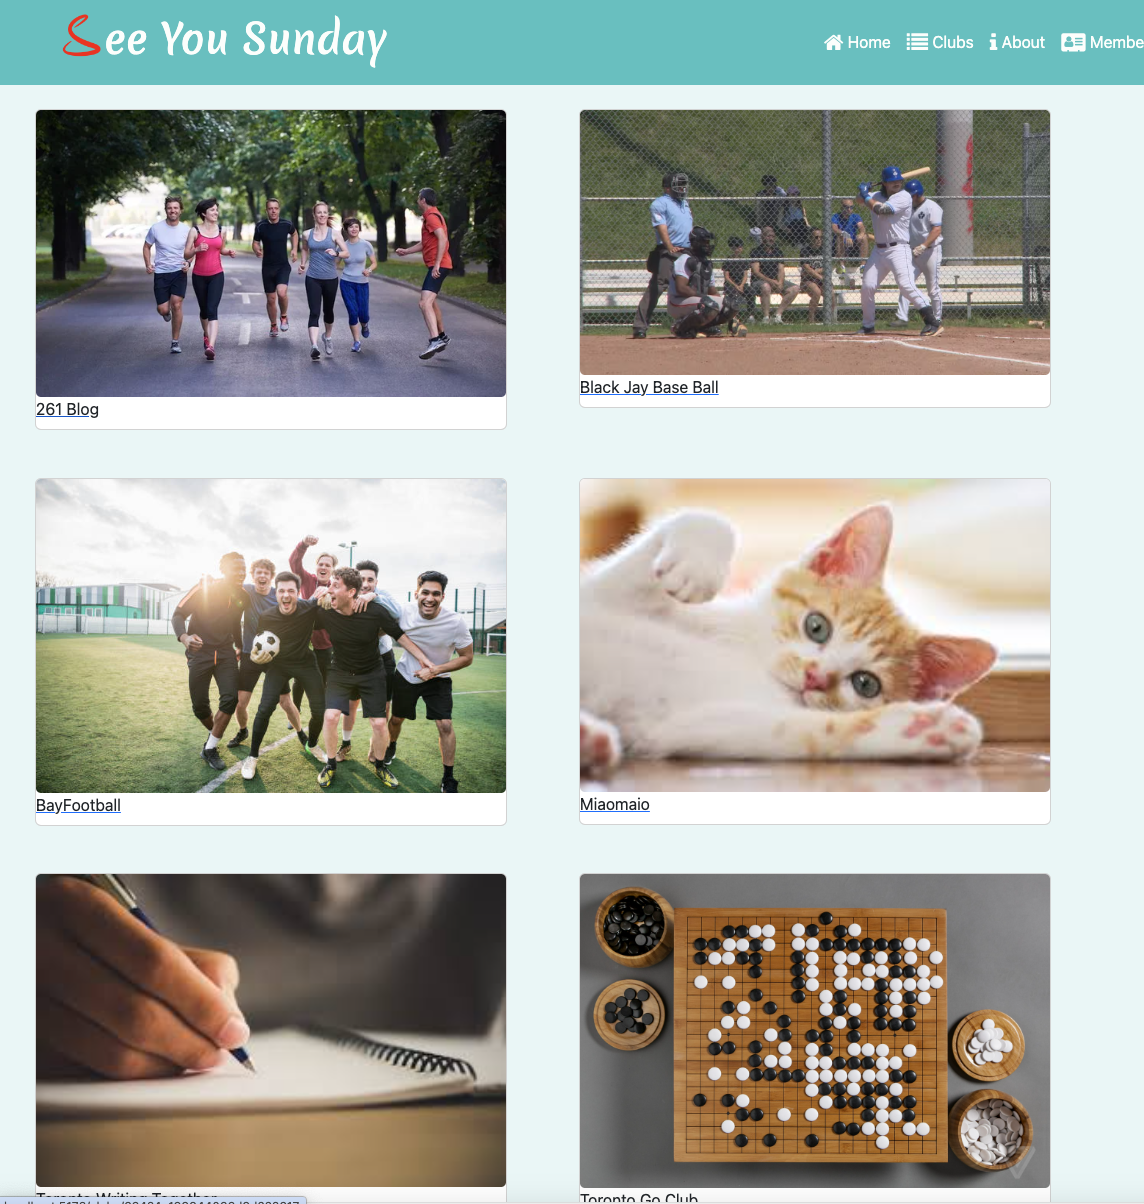 See You Sunday
Home Clubs About Membe
261 Blog
Black Jay Base Ball
BayFootball
Miaomaio
Toronto Writing Together
Toronto Go Club